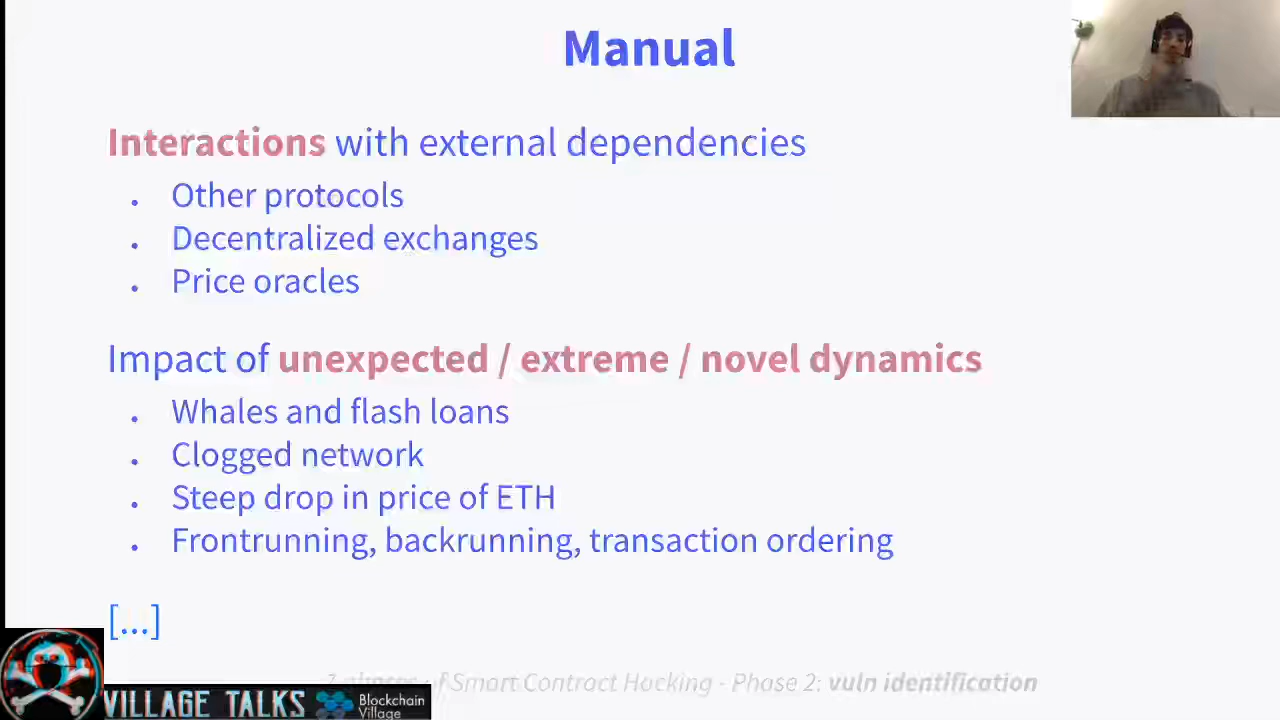 Manual
Interactions with external dependencies
Other protocols
Decentralized exchanges
Price oracles
Impact of unexpected / extreme / novel dynamics
Whales and flash loans
Clogged network
Steep drop in price of ETH
Frontrunning, backrunning, transaction ordering
[...]
of Smart Contract Hacking - Phase 2: vuln identification
VILLAGE TALKS
Blockchain
Village